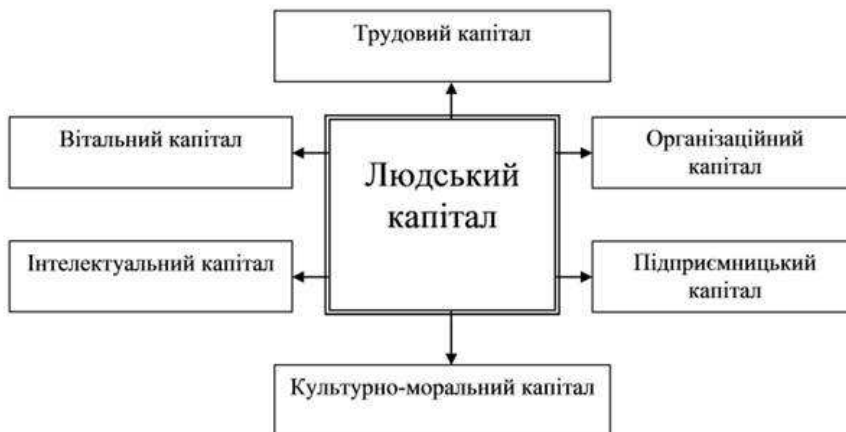 Трудовий капітал
Вітальний капітал
Людський
капітал
Організаційний
капітал
Інтелектуальний капітал
Підприємницький
капітал
Культурно-моральний капітал